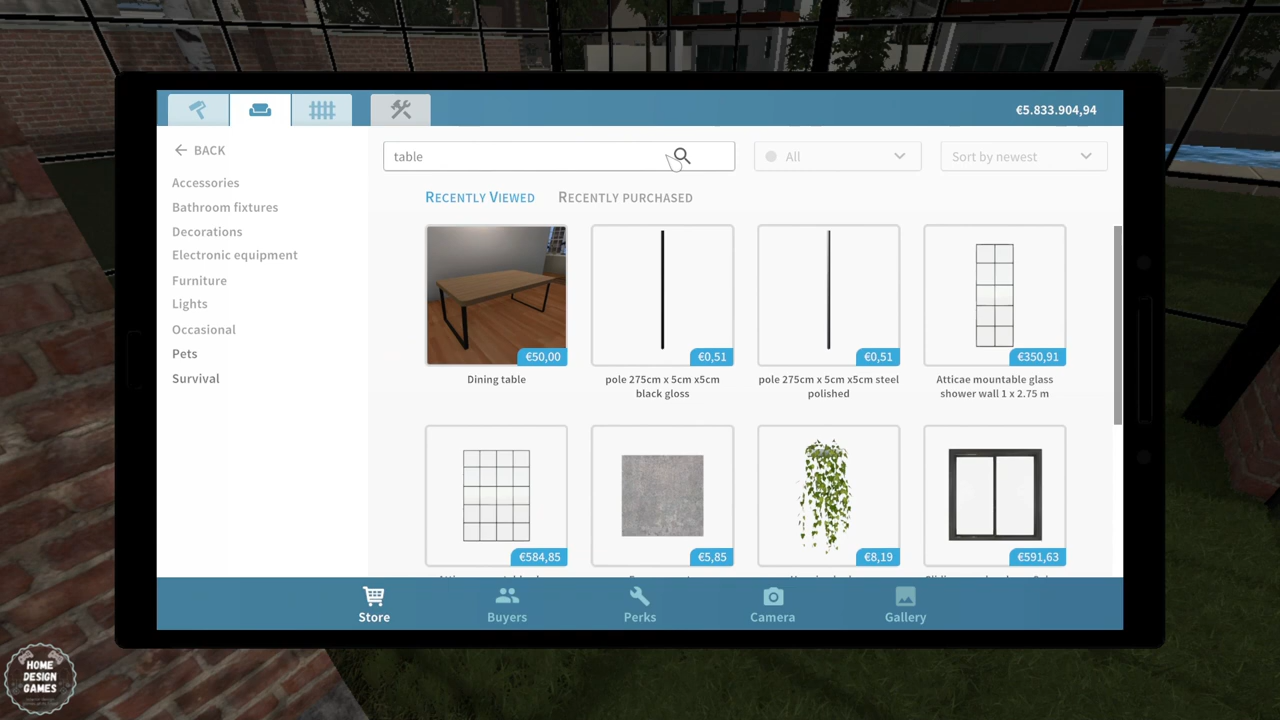 €5.833.904,94
BACK
table
All
Sort by newest
Accessories
Bathroom fixtures
Decorations
Electronic equipment
Furniture
Lights
Occasional
Pets
Survival
RECENTLY VIEWED
RECENTLY PURCHASED
€50,00
€0,51
€0,51
€350,91
Dining table
pole 275cm x 5cm x5cm
black gloss
pole 275cm x 5cm x5cm steel
polished
Atticae mountable glass
shower wall 1 x 2.75 m
€584,85
€5,85
€8,19
€591,63
Store
Buyers
Perks
Camera
Gallery
HOME
DESIGN
GAMES